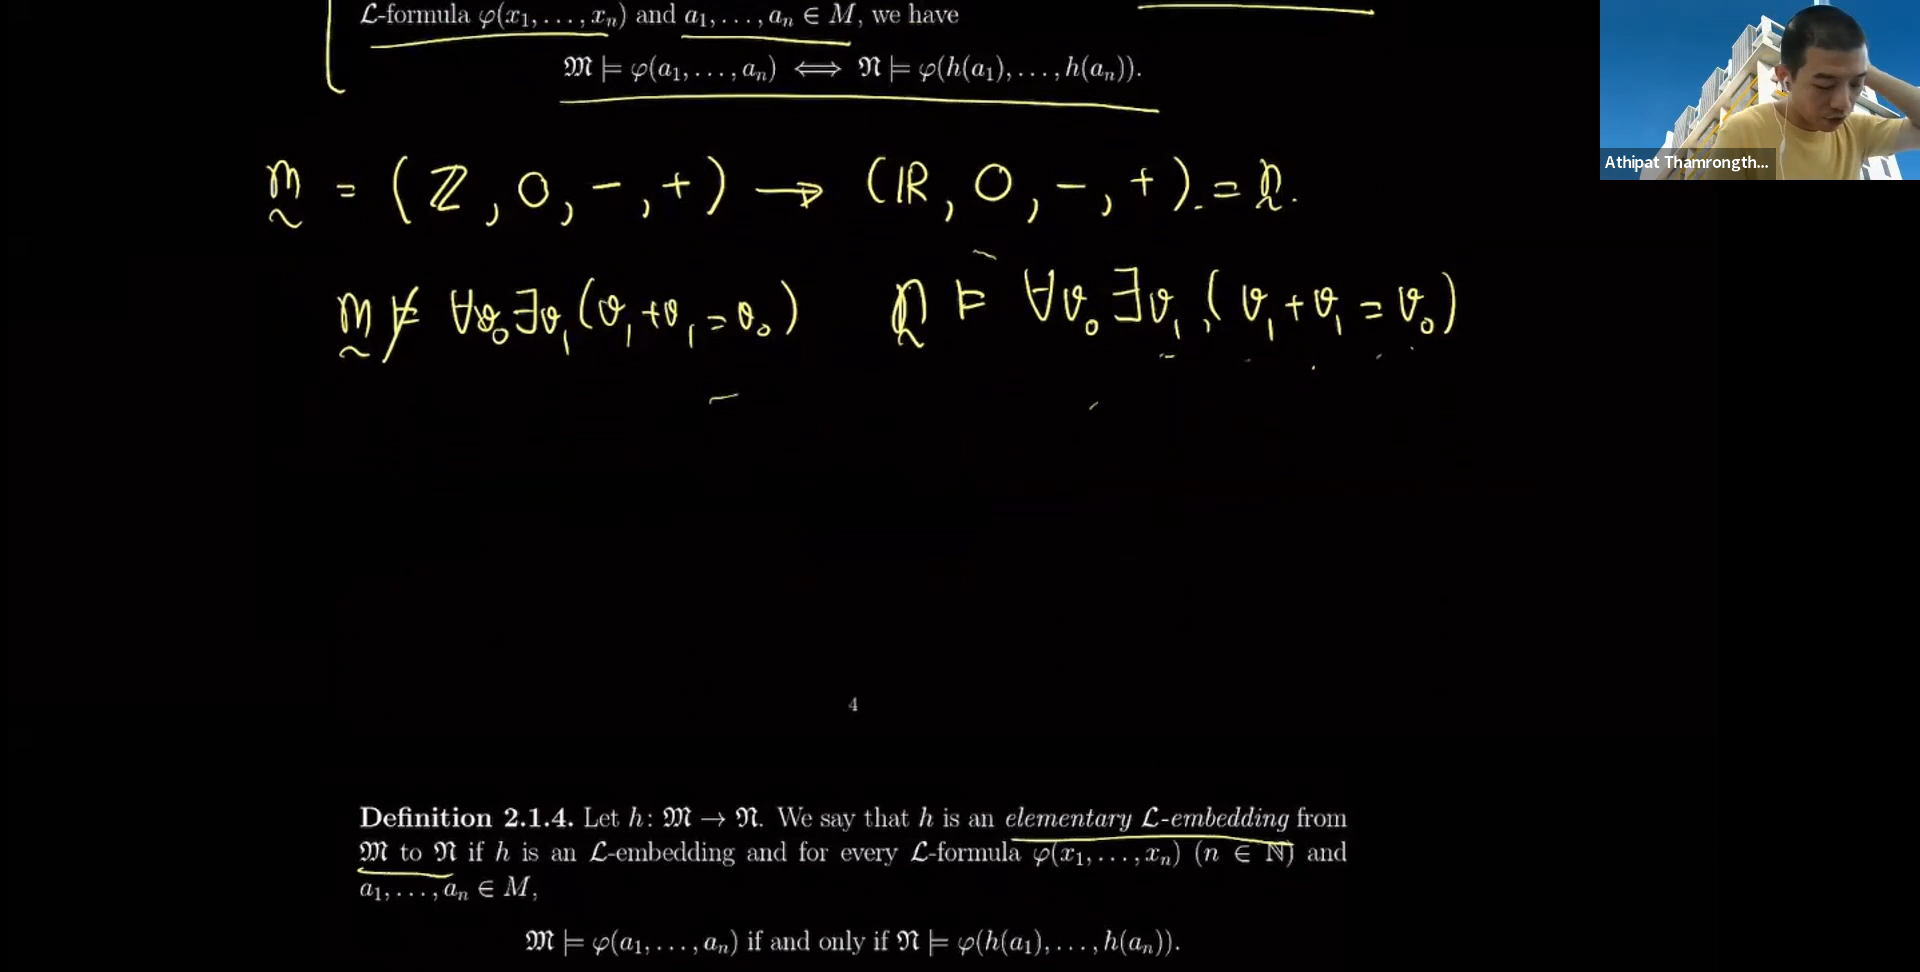 ℒ-formula φ(x₁, . . . , xₙ) and a₁, . . . , aₙ ∈ M, we have
𝔐 ⊨ φ(a₁, . . . , aₙ) ⟺ 𝔑 ⊨ φ(h(a₁), . . . , h(aₙ)).
Athipat Thamrongth...
𝔐 = (ℤ, 0, −, +) → (ℝ, 0, −, +). = 𝔑.
𝔐 ⊭ ∀v₀∃v₁(v₁+v₁=v₀) 𝔑 ⊨ ∀v₀∃v₁(v₁+v₁=v₀)
4
Definition 2.1.4. Let h: 𝔐 → 𝔑. We say that h is an elementary ℒ-embedding from
𝔐 to 𝔑 if h is an ℒ-embedding and for every ℒ-formula φ(x₁, . . . , xₙ) (n ∈ ℕ) and
a₁, . . . , aₙ ∈ M,
𝔐 ⊨ φ(a₁, . . . , aₙ) if and only if 𝔑 ⊨ φ(h(a₁), . . . , h(aₙ)).